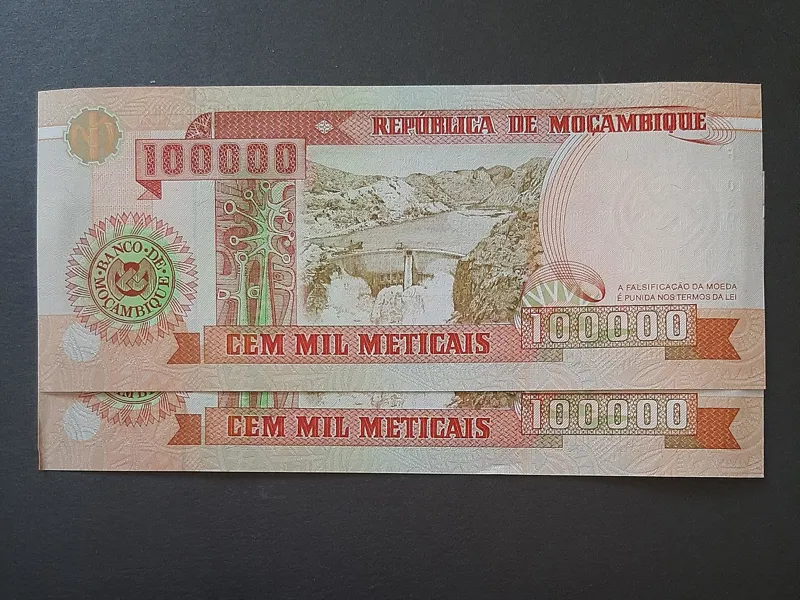 REPÚBLICA DE MOÇAMBIQUE
100000
BANCO DE
MOÇAMBIQUE
A FALSIFICAÇÃO DA MOEDA
É PUNIDA NOS TERMOS DA LEI
100000
CEM MIL METICAIS
100000
CEM MIL METICAIS